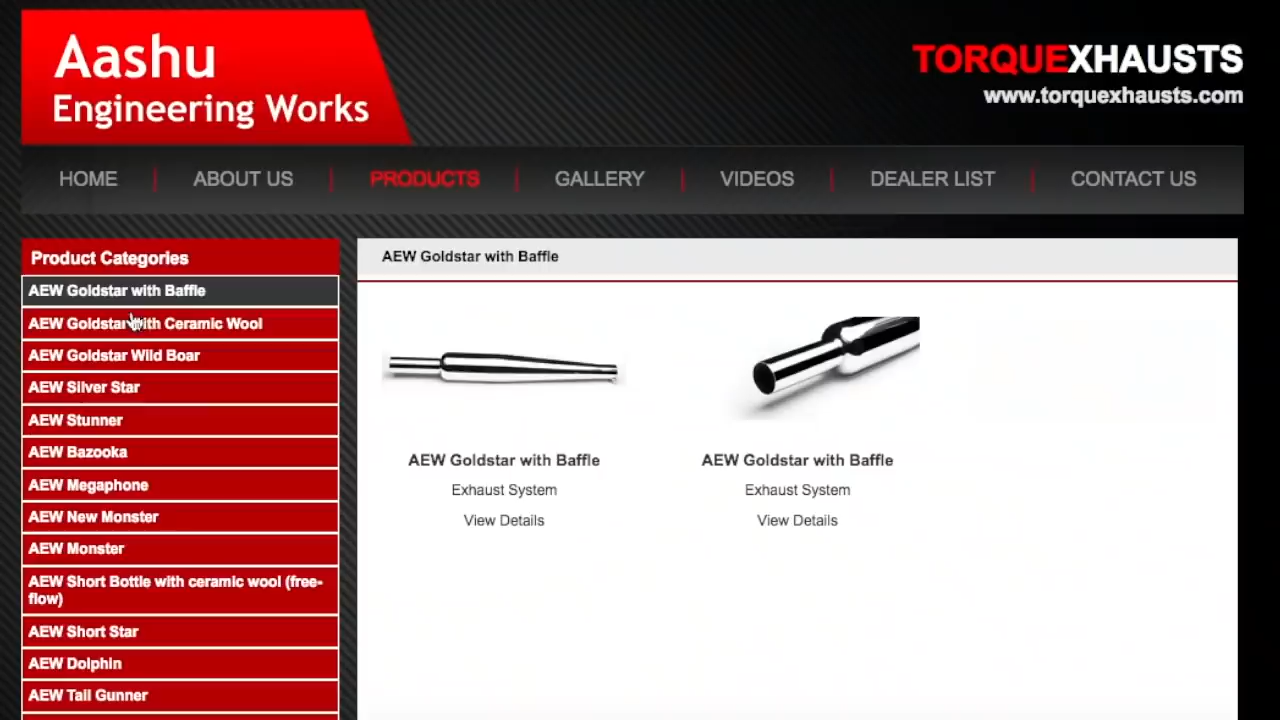 Aashu
Engineering Works
TORQUEXHAUSTS
www.torquexhausts.com
HOME ABOUT US PRODUCTS GALLERY VIDEOS DEALER LIST CONTACT US
Product Categories
AEW Goldstar with Baffle
AEW Goldstar with Ceramic Wool
AEW Goldstar Wild Boar
AEW Silver Star
AEW Stunner
AEW Bazooka
AEW Megaphone
AEW New Monster
AEW Monster
AEW Short Bottle with ceramic wool (free-
flow)
AEW Short Star
AEW Dolphin
AEW Tail Gunner
AEW Goldstar with Baffle
AEW Goldstar with Baffle
Exhaust System
View Details
AEW Goldstar with Baffle
Exhaust System
View Details